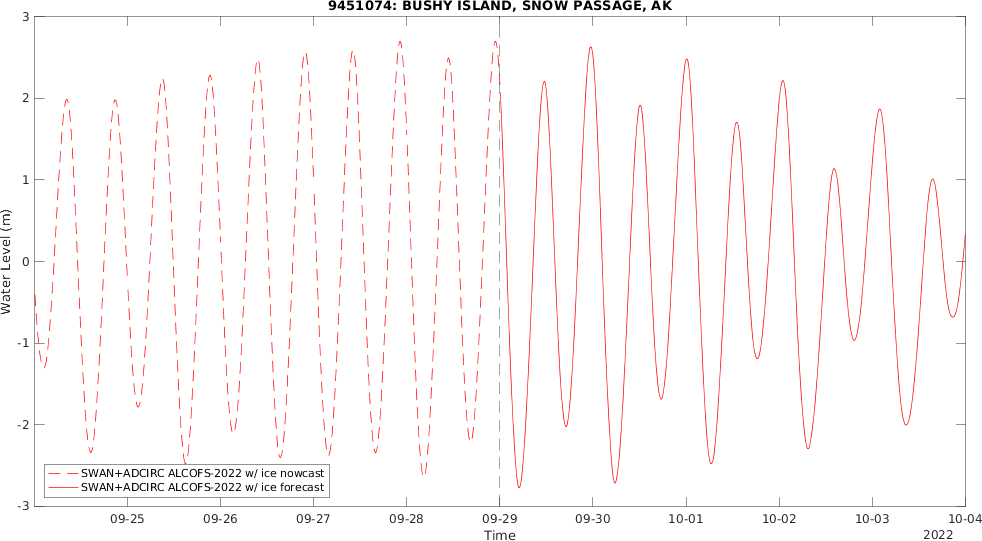 9451074: BUSHY ISLAND, SNOW PASSAGE, AK
3
2
1
0
-1
-2
-3
Water Level (m)
SWAN+ADCIRC ALCOFS-2022 w/ ice nowcast
SWAN+ADCIRC ALCOFS-2022 w/ ice forecast
09-25 09-26 09-27 09-28 09-29 09-30 10-01 10-02 10-03 10-04
Time
2022